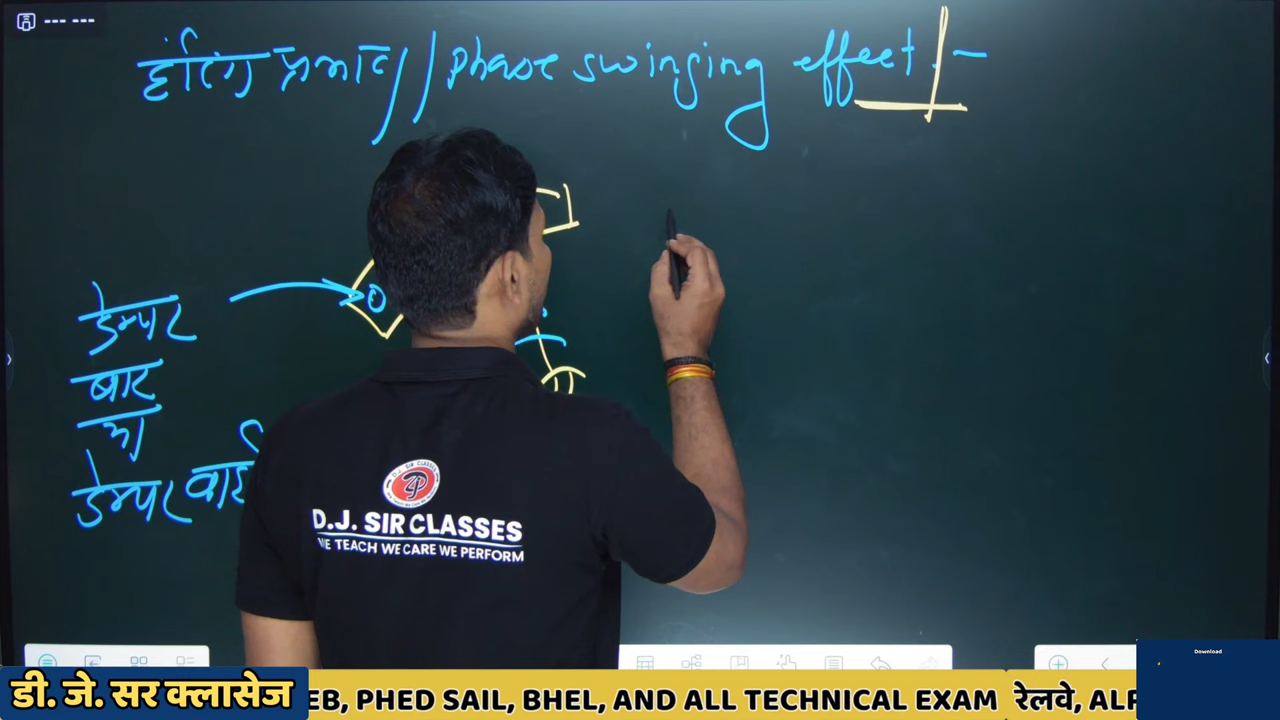 --- ---
हंटिंग प्रभाव // phase swinging effect :-
डेम्पर
बार
या
डेम्पर वाई
D.J. SIR CLASSES
WE TEACH WE CARE WE PERFORM
Download
डी. जे. सर क्लासेज
EB, PHED SAIL, BHEL, AND ALL TECHNICAL EXAM रेलवे, ALP